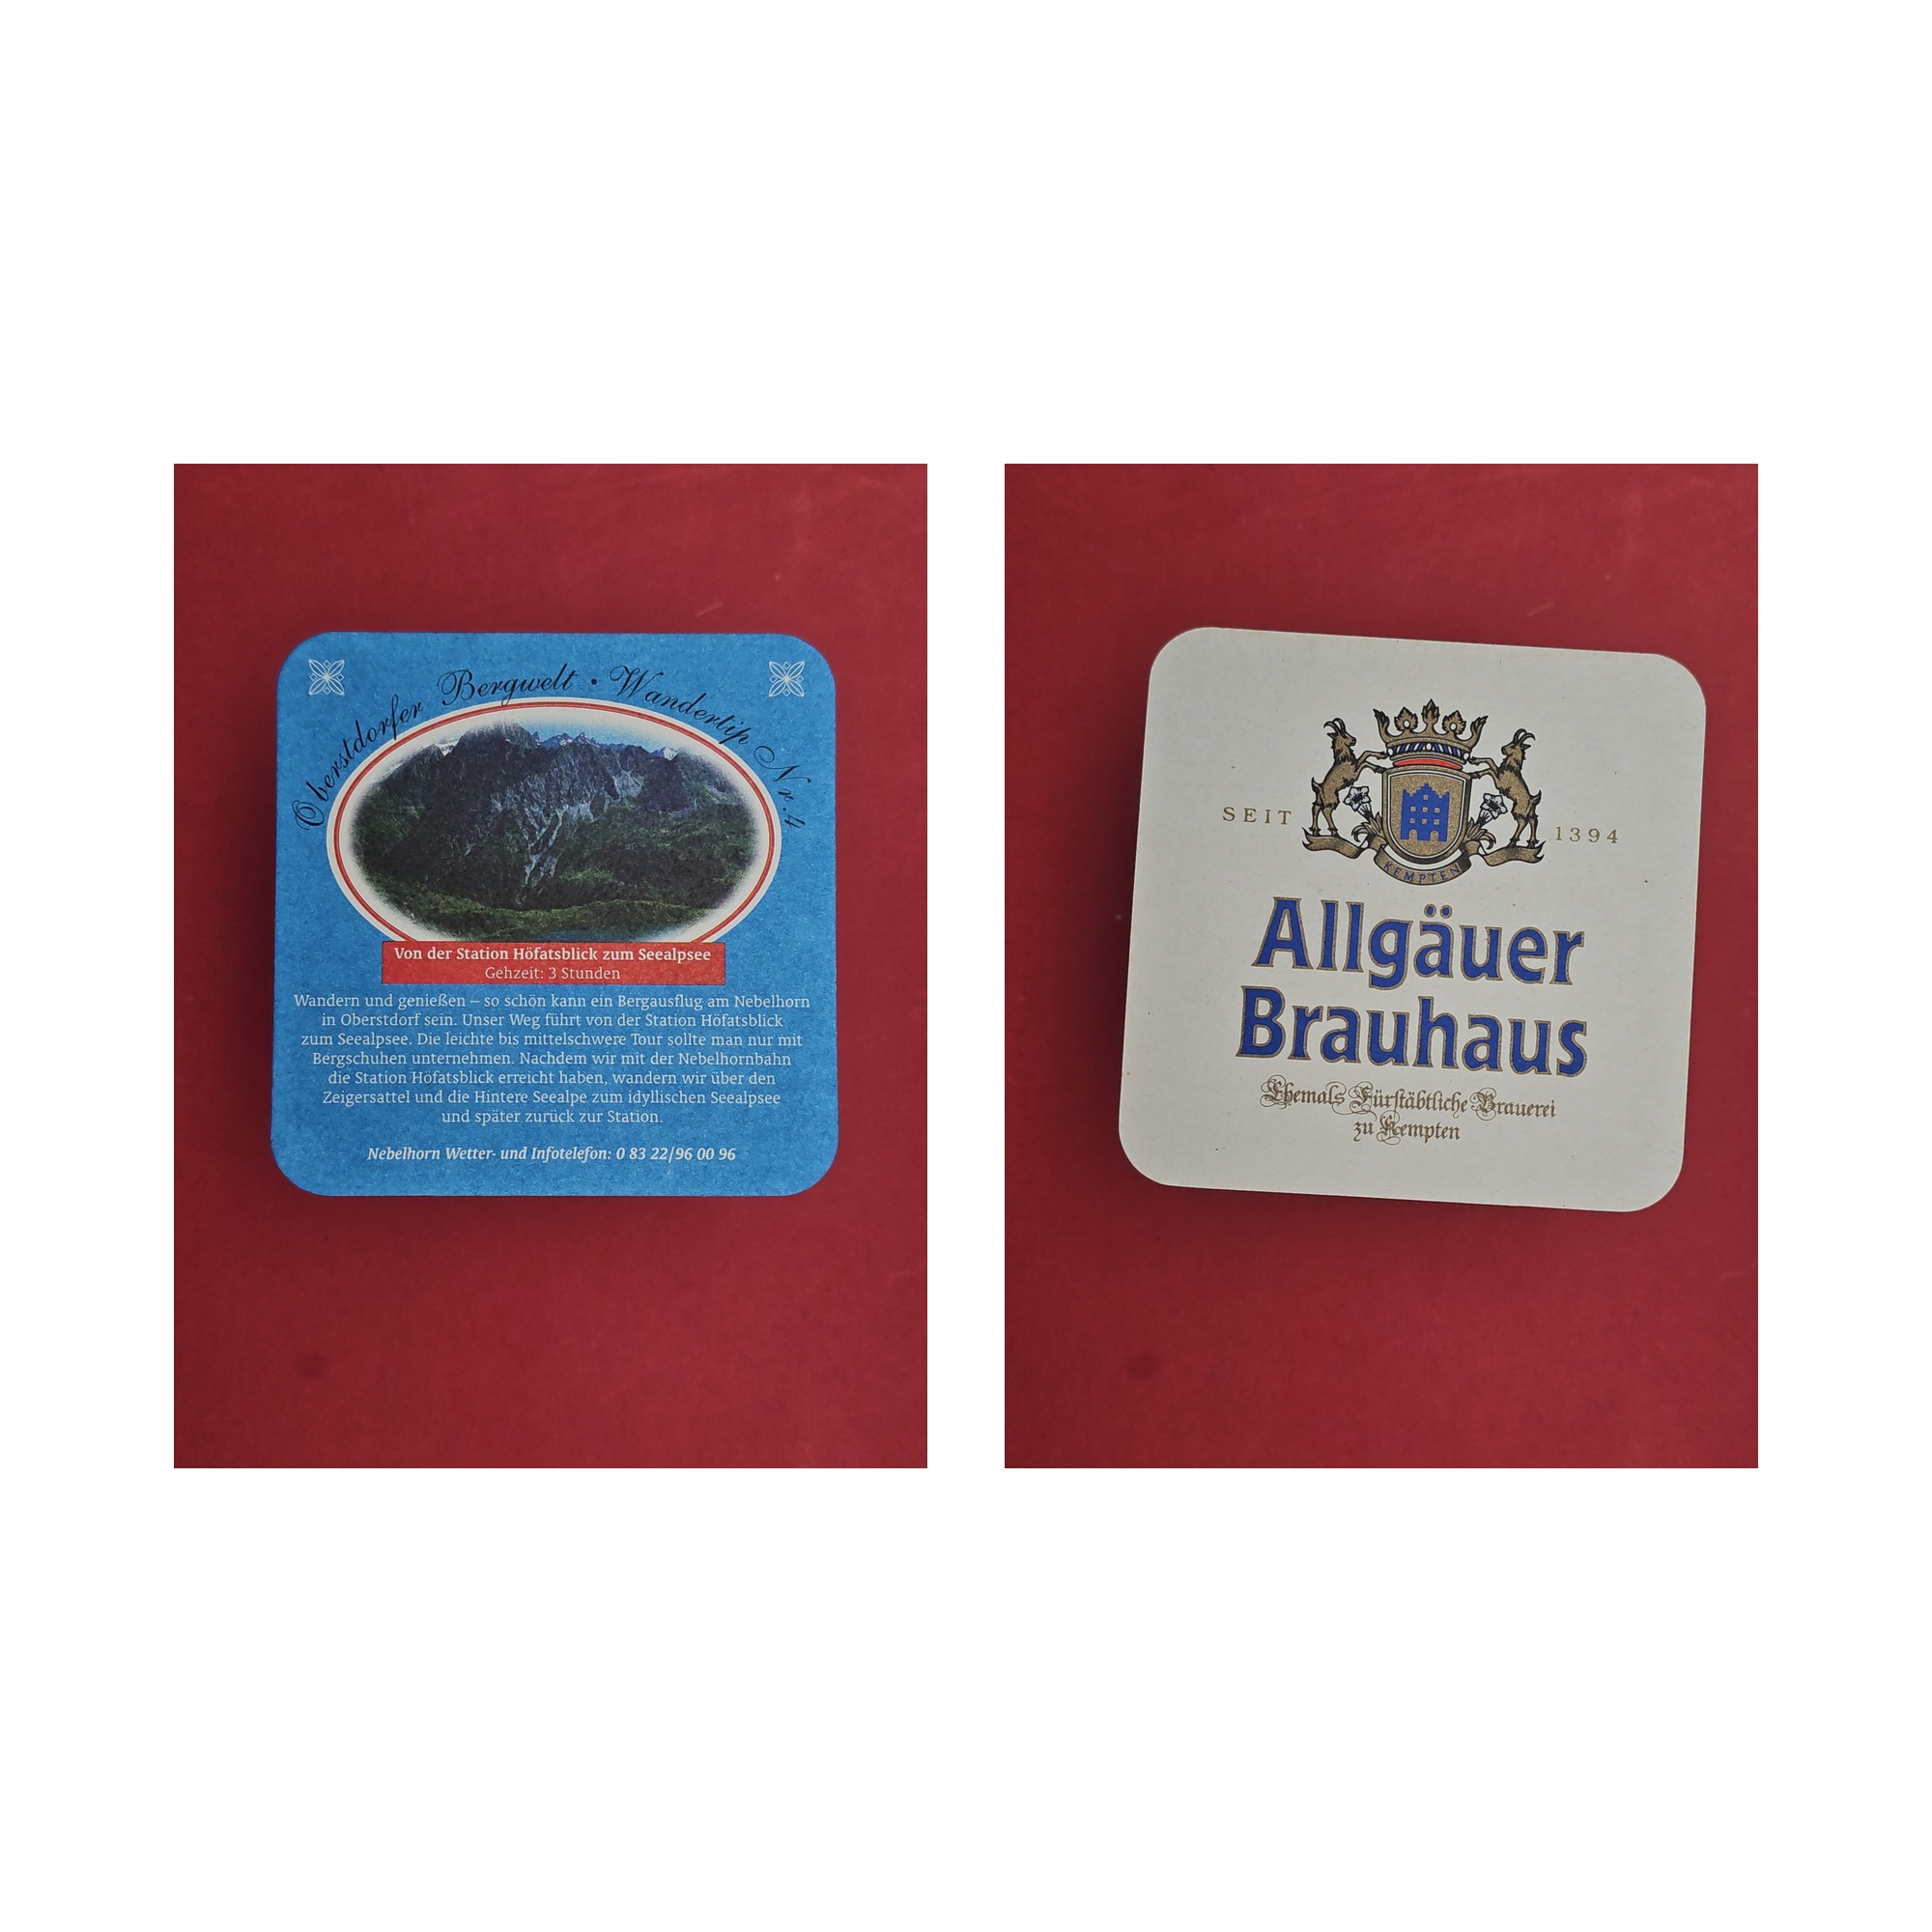 Oberstdorfer Bergwelt • Wandertip Nr. 4
Von der Station Höfatsblick zum Seealpsee
Gehzeit: 3 Stunden
Wandern und genießen – so schön kann ein Bergausflug am Nebelhorn
in Oberstdorf sein. Unser Weg führt von der Station Höfatsblick
zum Seealpsee. Die leichte bis mittelschwere Tour sollte man nur mit
Bergschuhen unternehmen. Nachdem wir mit der Nebelhornbahn
die Station Höfatsblick erreicht haben, wandern wir über den
Zeigersattel und die Hintere Seealpe zum idyllischen Seealpsee
und später zurück zur Station.
Nebelhorn Wetter- und Infotelefon: 0 83 22/96 00 96
SEIT 1394
KEMPTEN
Allgäuer
Brauhaus
Ehemals Fürstäbtliche Brauerei
zu Kempten